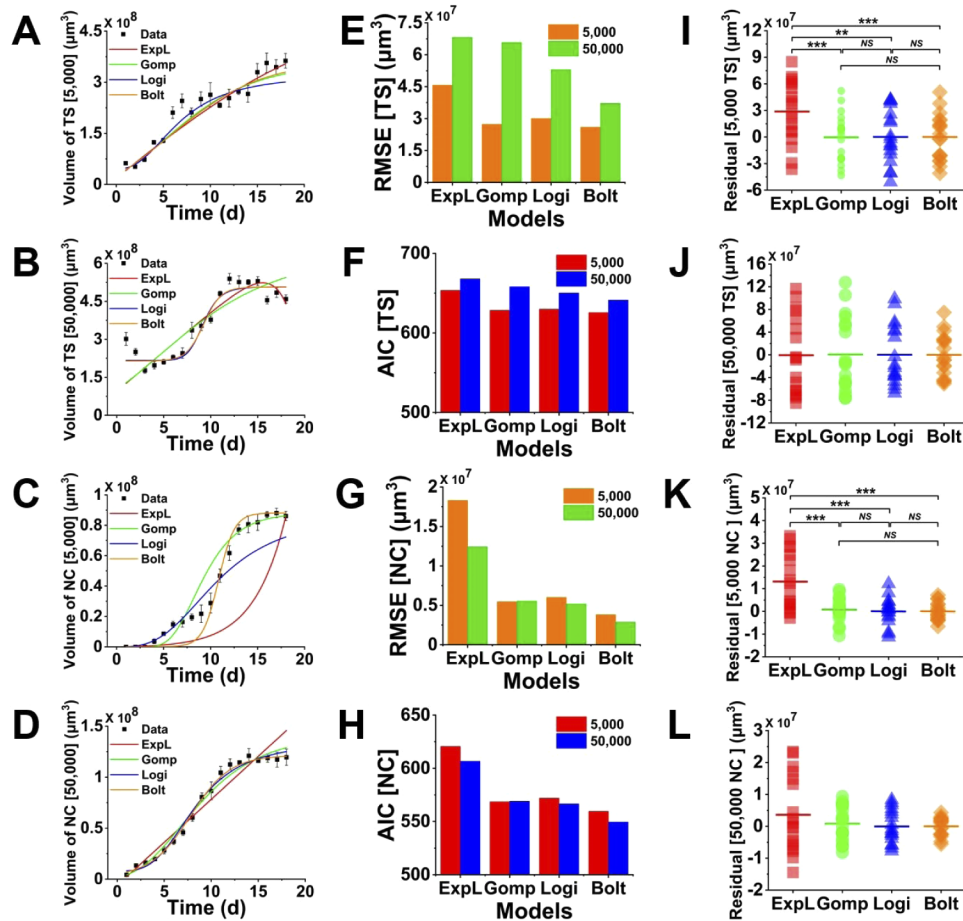 A
X 10^8
Volume of TS [5,000] (µm³)
4.5
3.0
1.5
0
Data
ExpL
Gomp
Logi
Bolt
0 5 10 15 20
Time (d)
B
X 10^8
Volume of TS [50,000] (µm³)
6.0
4.5
3.0
1.5
0
Data
ExpL
Gomp
Logi
Bolt
0 5 10 15 20
Time (d)
C
X 10^8
Volume of NC [5,000] (µm³)
1
0.8
0.6
0.4
0.2
0
Data
ExpL
Gomp
Logi
Bolt
0 5 10 15 20
Time (d)
D
X 10^8
Volume of NC [50,000] (µm³)
1.5
1
0.5
0
Data
ExpL
Gomp
Logi
Bolt
0 5 10 15 20
Time (d)
E
X 10^7
RMSE [TS] (µm³)
7.5
6
4.5
3
1.5
0
5,000
50,000
ExpL Gomp Logi Bolt
Models
F
AIC [TS]
700
600
500
5,000
50,000
ExpL Gomp Logi Bolt
Models
G
X 10^7
RMSE [NC] (µm³)
2
1.5
1
0.5
0
5,000
50,000
ExpL Gomp Logi Bolt
Models
H
AIC [NC]
650
600
550
500
5,000
50,000
ExpL Gomp Logi Bolt
Models
I
X 10^7
Residual [5,000 TS] (µm³)
12
9
6
3
0
-3
6
***
**
***
NS
NS
NS
ExpL Gomp Logi Bolt
J
X 10^7
Residual [50,000 TS] (µm³)
16
12
8
4
0
-4
-8
-12
ExpL Gomp Logi Bolt
K
X 10^7
Residual [5,000 NC ] (µm³)
5
4
3
2
1
0
-1
-2
***
***
***
NS
NS
NS
ExpL Gomp Logi Bolt
L
X 10^7
Residual [50,000 NC ] (µm³)
4
3
2
1
0
-1
-2
ExpL Gomp Logi Bolt